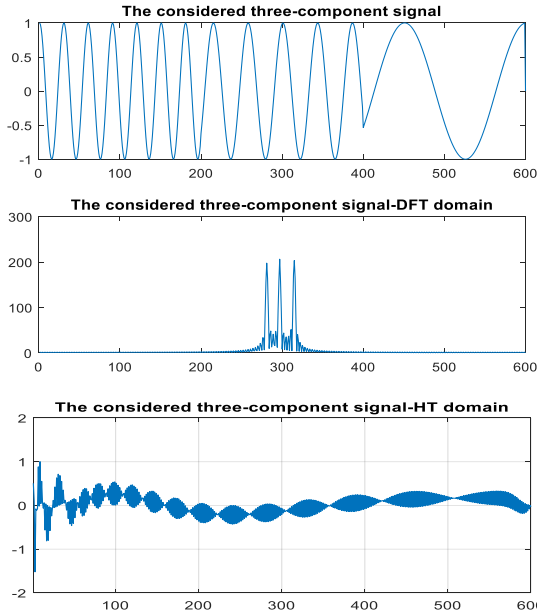 The considered three-component signal
1
0.5
0
-0.5
-1
0 100 200 300 400 500 600
The considered three-component signal-DFT domain
300
200
100
0
0 100 200 300 400 500 600
The considered three-component signal-HT domain
2
1
0
-1
-2
100 200 300 400 500 600